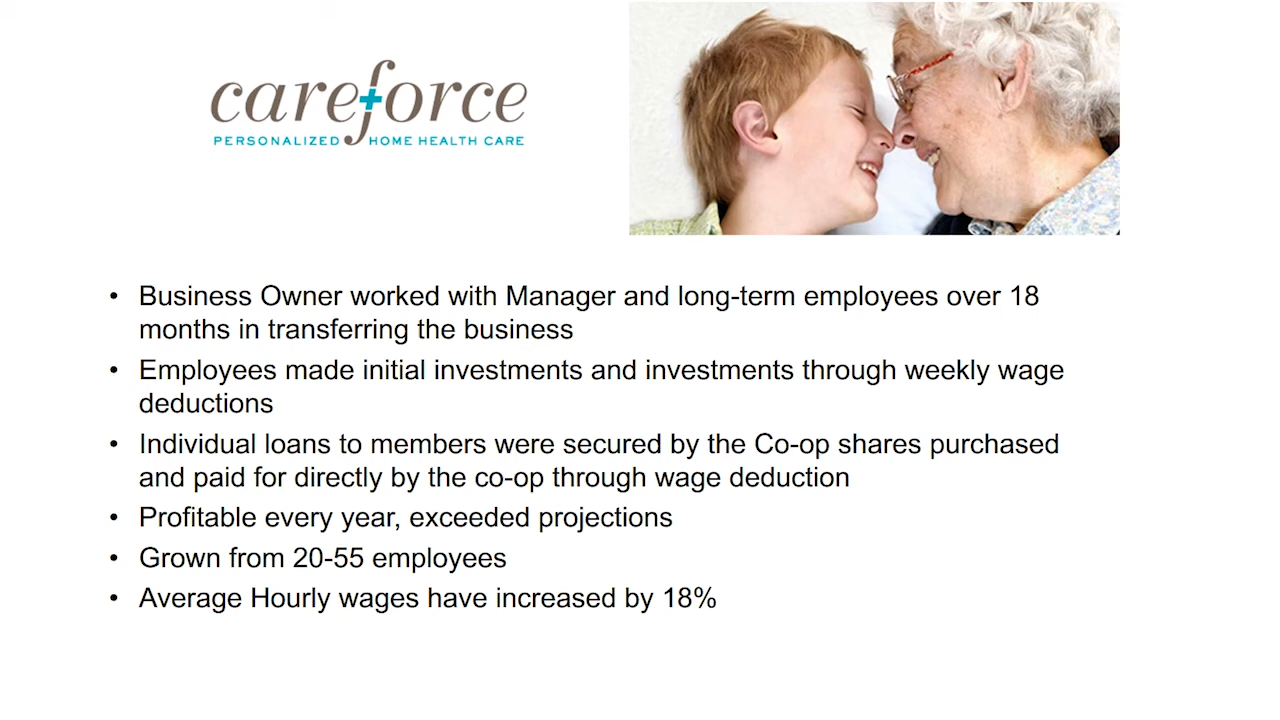 careforce
PERSONALIZED HOME HEALTH CARE
• Business Owner worked with Manager and long-term employees over 18
months in transferring the business
• Employees made initial investments and investments through weekly wage
deductions
• Individual loans to members were secured by the Co-op shares purchased
and paid for directly by the co-op through wage deduction
• Profitable every year, exceeded projections
• Grown from 20-55 employees
• Average Hourly wages have increased by 18%